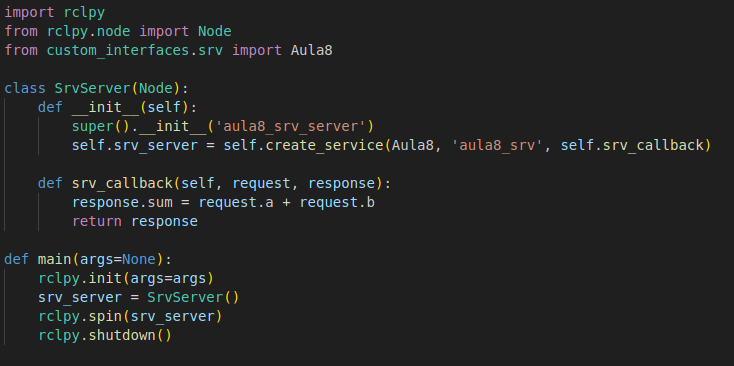 import rclpy
from rclpy.node import Node
from custom_interfaces.srv import Aula8

class SrvServer(Node):
    def __init__(self):
        super().__init__('aula8_srv_server')
        self.srv_server = self.create_service(Aula8, 'aula8_srv', self.srv_callback)

    def srv_callback(self, request, response):
        response.sum = request.a + request.b
        return response

def main(args=None):
    rclpy.init(args=args)
    srv_server = SrvServer()
    rclpy.spin(srv_server)
    rclpy.shutdown()